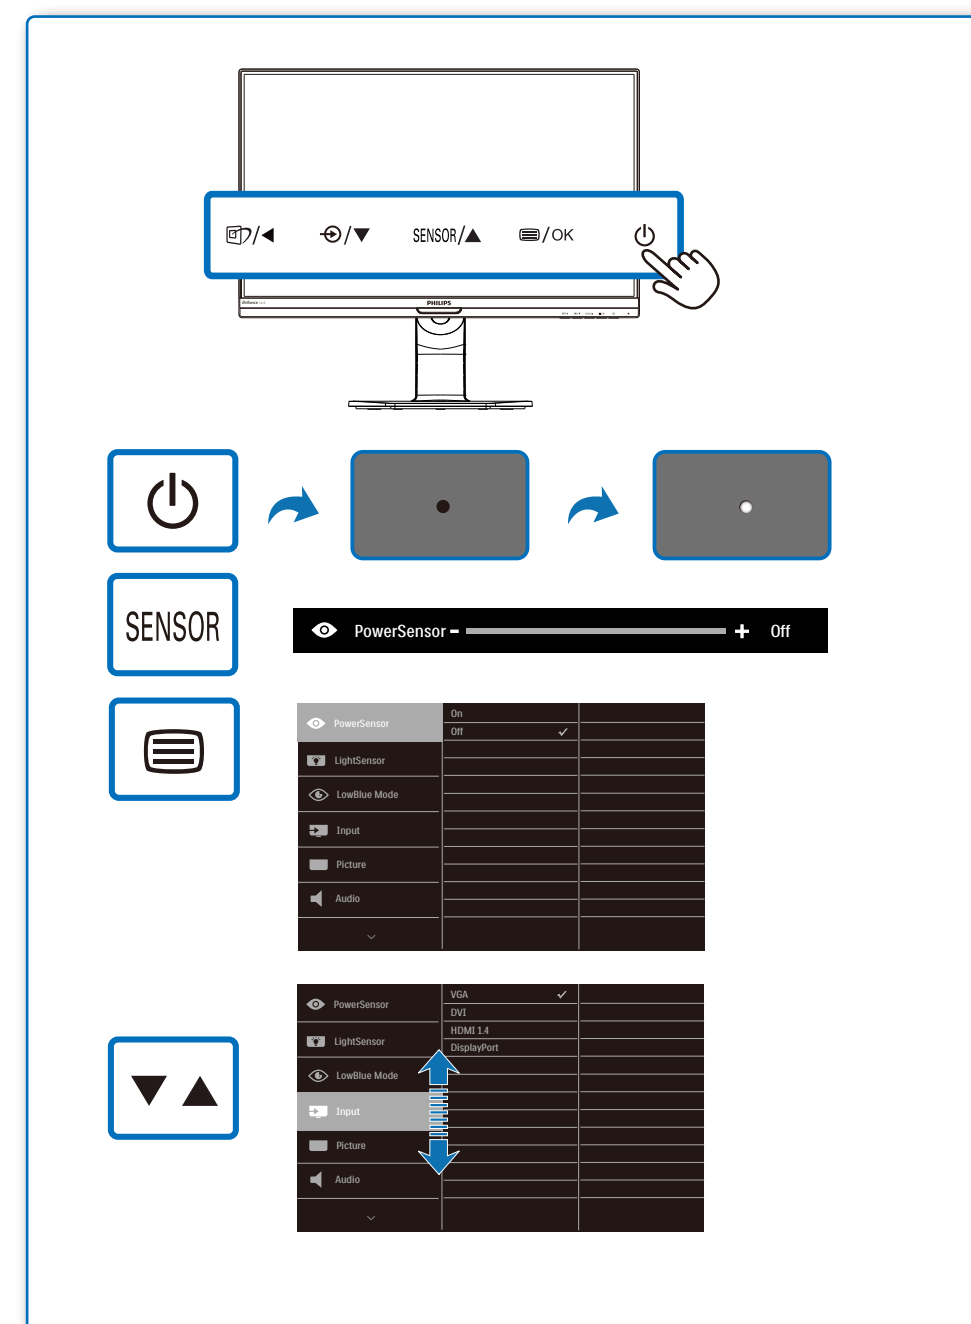 SENSOR/
/OK
Brilliance
PHILIPS
SENSOR
PowerSensor
Off
PowerSensor
On
Off
LightSensor
LowBlue Mode
Input
Picture
Audio
PowerSensor
VGA
DVI
LightSensor
HDMI 1.4
DisplayPort
LowBlue Mode
Input
Picture
Audio